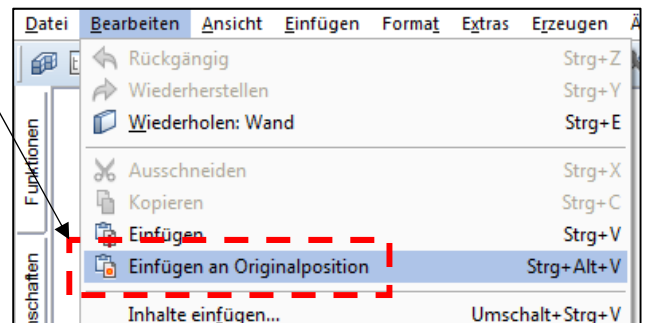 Datei Bearbeiten Ansicht Einfügen Format Extras Erzeugen Ä
Rückgängig Strg+Z
Wiederherstellen Strg+Y
Wiederholen: Wand Strg+E
Ausschneiden Strg+X
Kopieren Strg+C
Einfügen Strg+V
Einfügen an Originalposition Strg+Alt+V
Inhalte einfügen... Umschalt+Strg+V
Funktionen
schaften